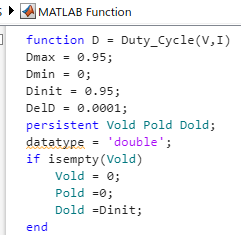 MATLAB Function
function D = Duty_Cycle(V,I)
Dmax = 0.95;
Dmin = 0;
Dinit = 0.95;
DelD = 0.0001;
persistent Vold Pold Dold;
datatype = 'double';
if isempty(Vold)
Vold = 0;
Pold =0;
Dold =Dinit;
end